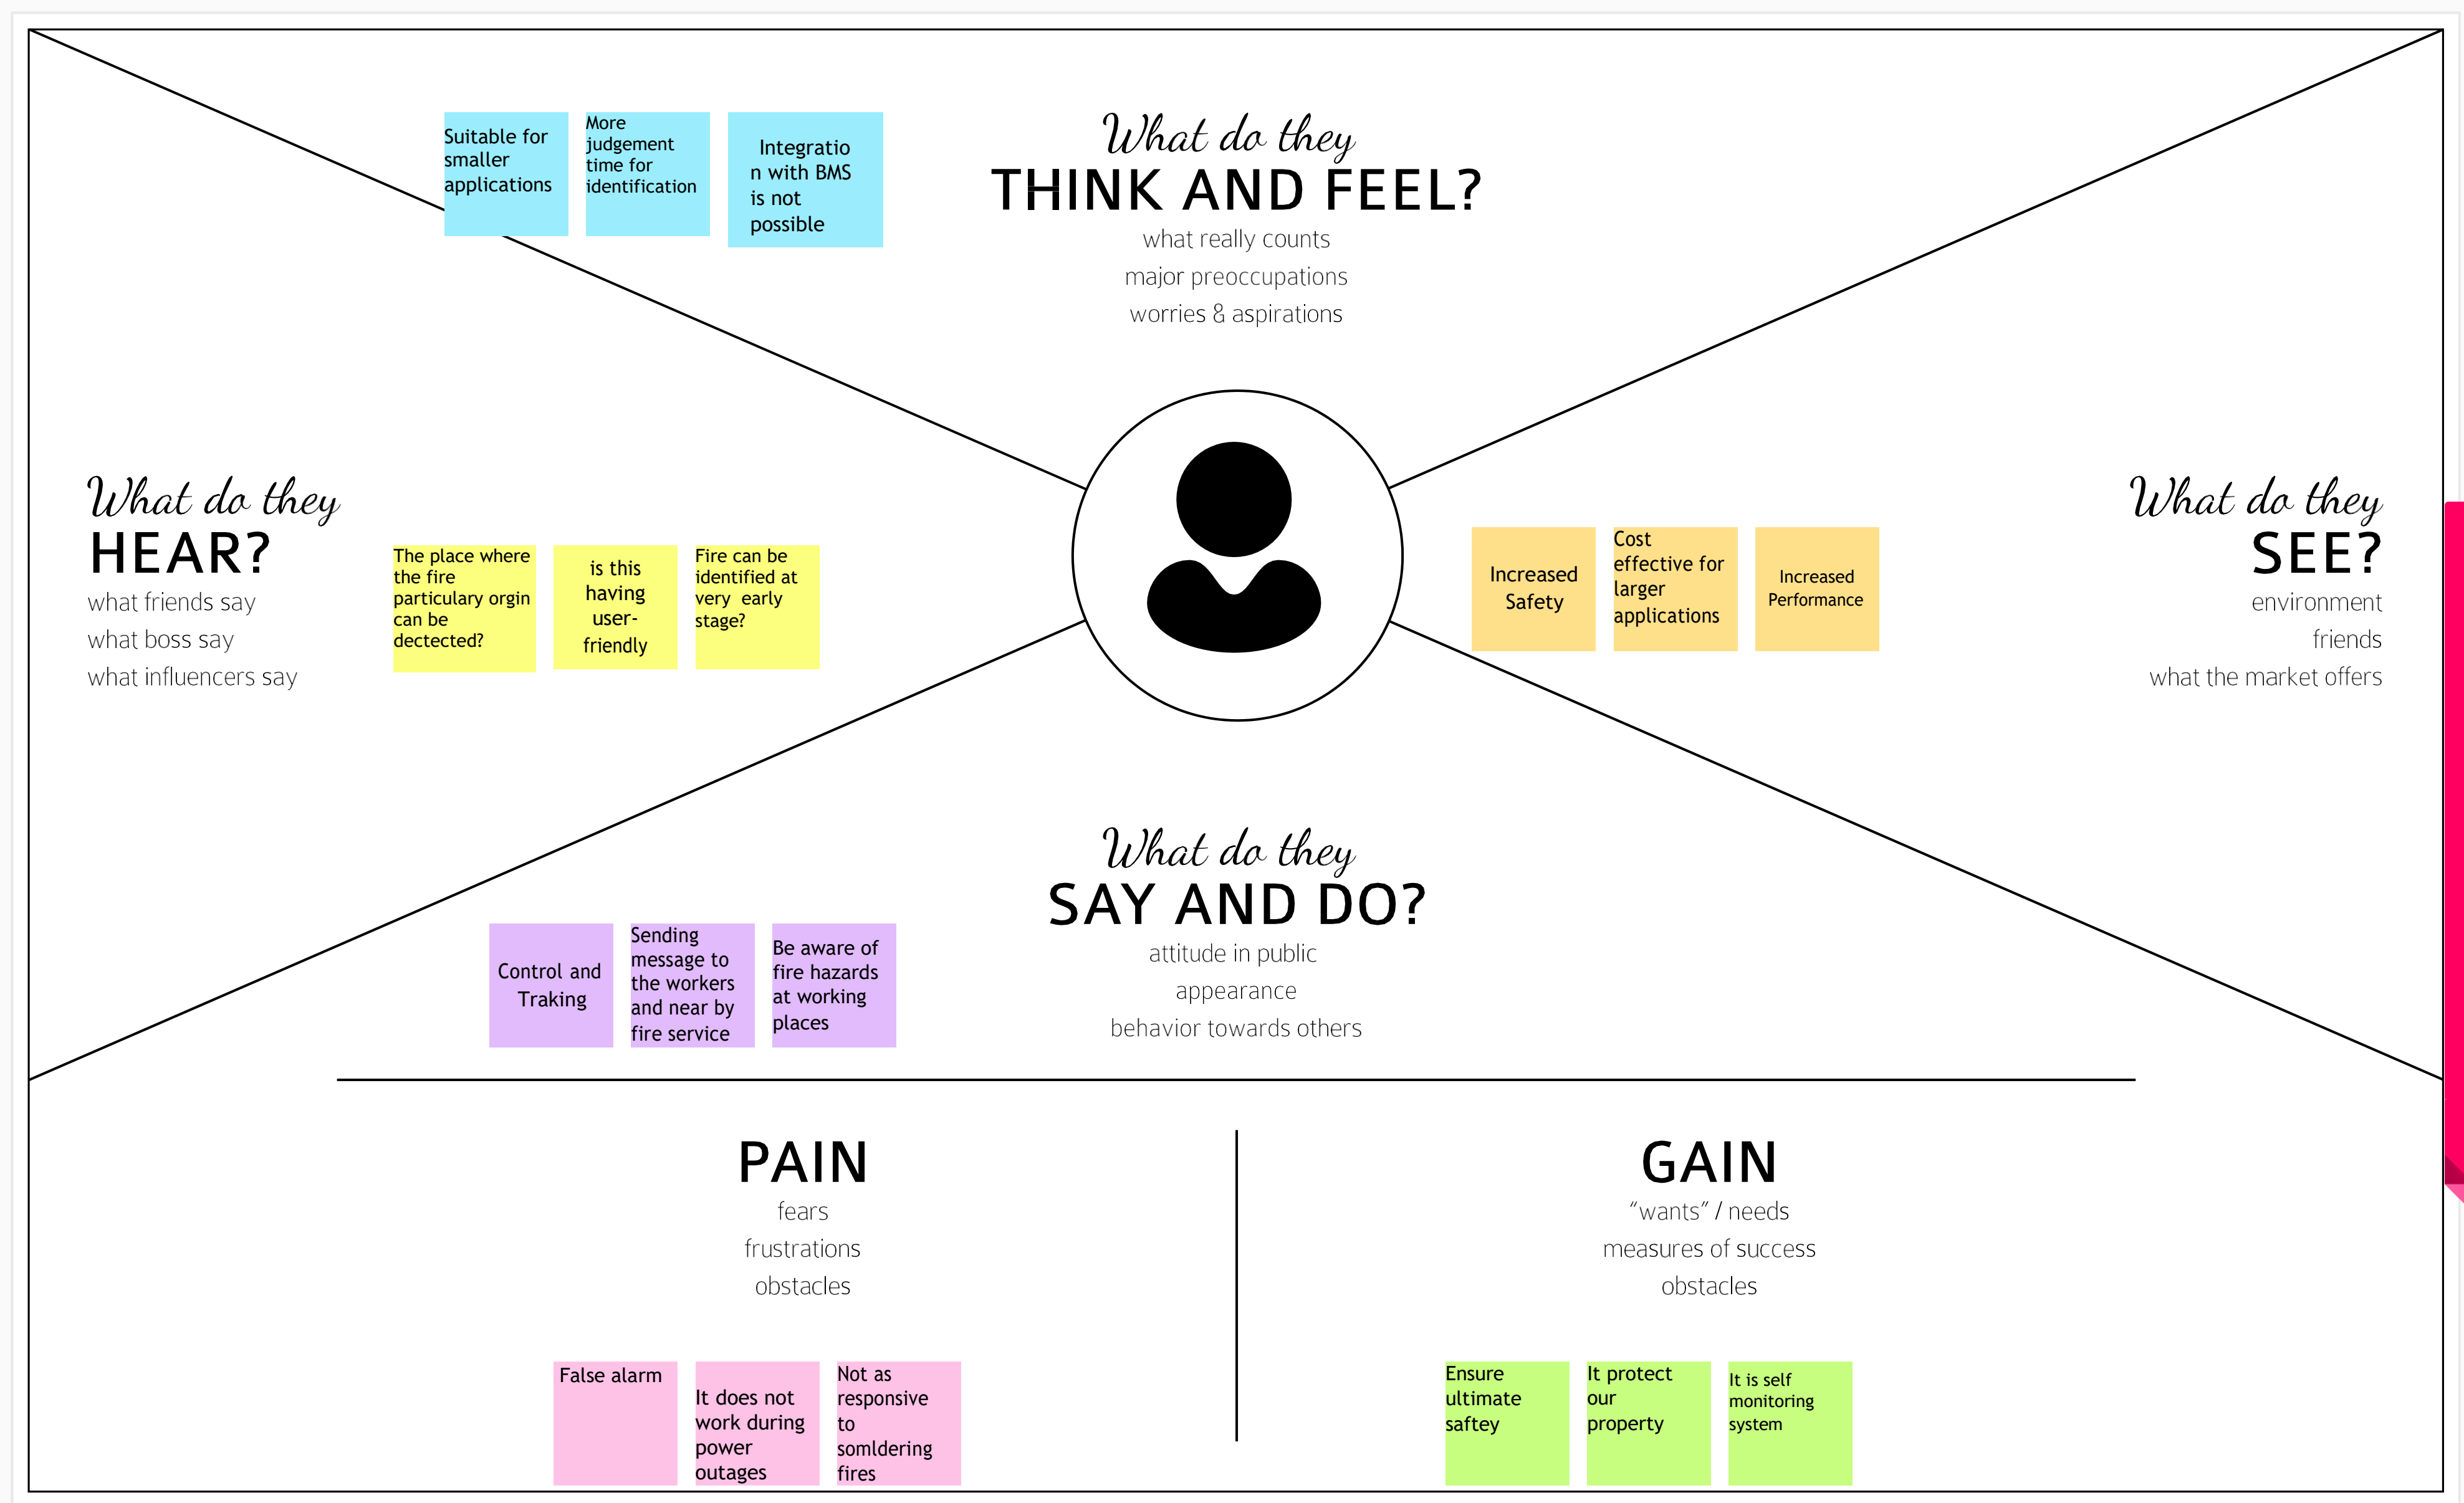 Suitable for
smaller
applications
More
judgement
time for
identification
Integratio
n with BMS
is not
possible
What do they
THINK AND FEEL?
what really counts
major preoccupations
worries & aspirations
What do they
HEAR?
what friends say
what boss say
what influencers say
The place where
the fire
particulary orgin
can be
dectected?
is this
having
user-
friendly
Fire can be
identified at
very early
stage?
Increased
Safety
Cost
effective for
larger
applications
Increased
Performance
What do they
SEE?
environment
friends
what the market offers
What do they
SAY AND DO?
attitude in public
appearance
behavior towards others
Control and
Traking
Sending
message to
the workers
and near by
fire service
Be aware of
fire hazards
at working
places
PAIN
fears
frustrations
obstacles
False alarm
It does not
work during
power
outages
Not as
responsive
to
somldering
fires
GAIN
“wants” / needs
measures of success
obstacles
Ensure
ultimate
saftey
It protect
our
property
It is self
monitoring
system